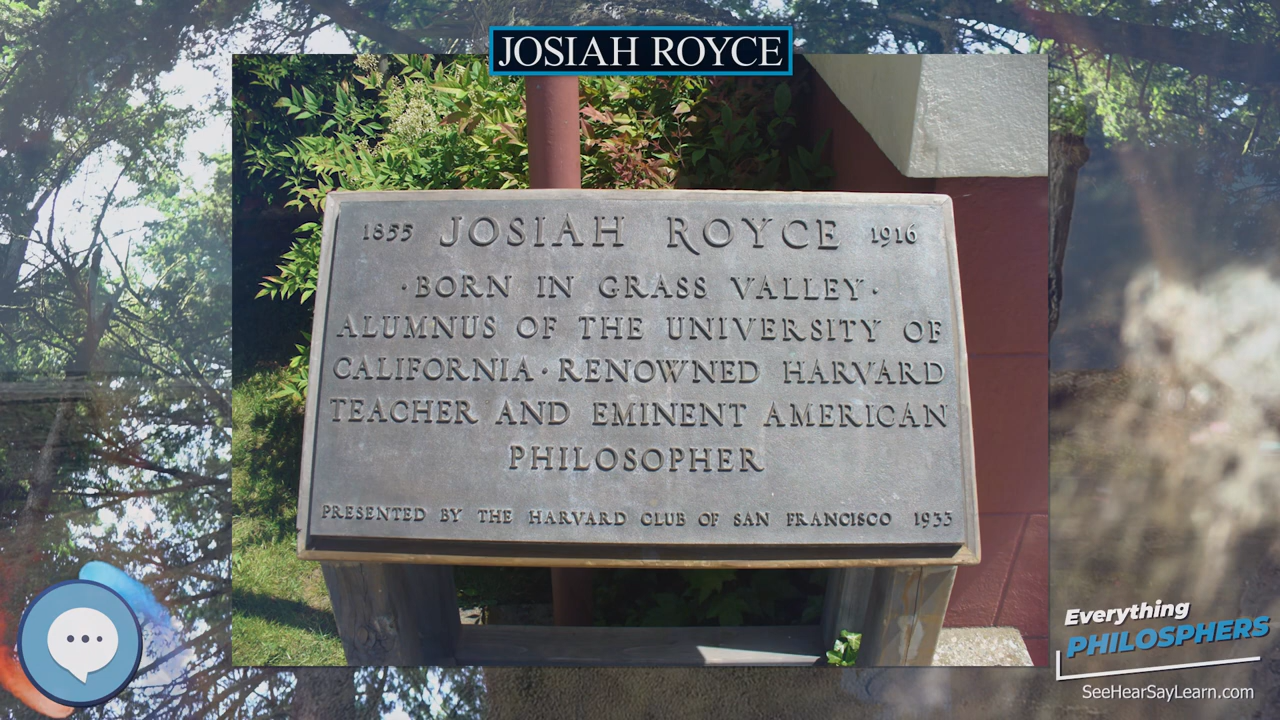 JOSIAH ROYCE
1855 JOSIAH ROYCE 1916
·BORN IN GRASS VALLEY·
ALUMNUS OF THE UNIVERSITY OF
CALIFORNIA·RENOWNED HARVARD
TEACHER AND EMINENT AMERICAN
PHILOSOPHER
PRESENTED BY THE HARVARD CLUB OF SAN FRANCISCO 1933
Everything
PHILOSPHERS
SeeHearSayLearn.com